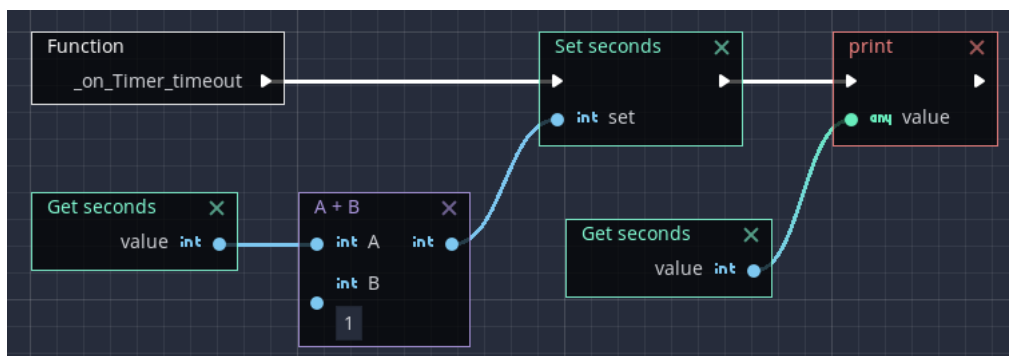 Function
_on_Timer_timeout
Set seconds
int set
print
any value
Get seconds
value int
A + B
int A int
int B
1
Get seconds
value int